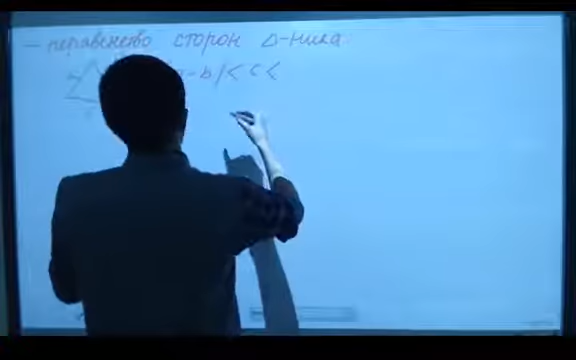 — неравенство сторон Δ-ника.
- b | < c <